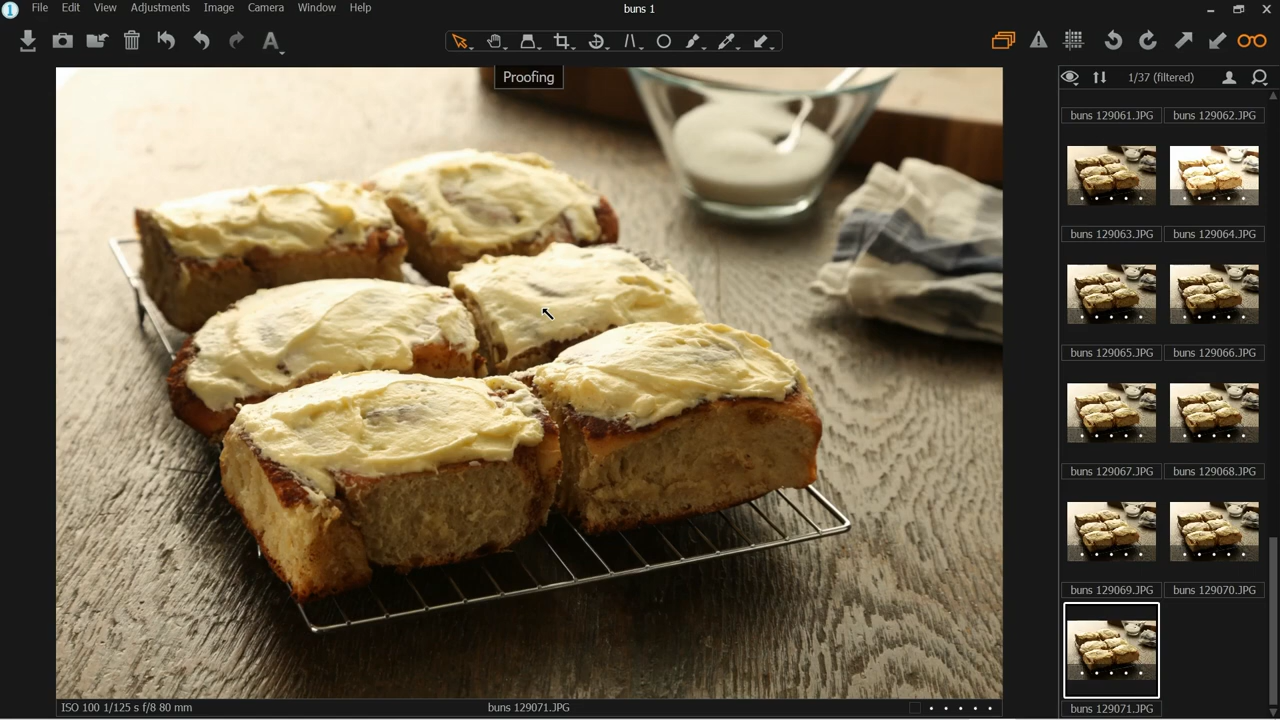 File Edit View Adjustments Image Camera Window Help
buns 1
A
Proofing
1/37 (filtered)
buns 129061.JPG buns 129062.JPG
buns 129063.JPG buns 129064.JPG
buns 129065.JPG buns 129066.JPG
buns 129067.JPG buns 129068.JPG
buns 129069.JPG buns 129070.JPG
buns 129071.JPG
ISO 100 1/125 s f/8 80 mm
buns 129071.JPG